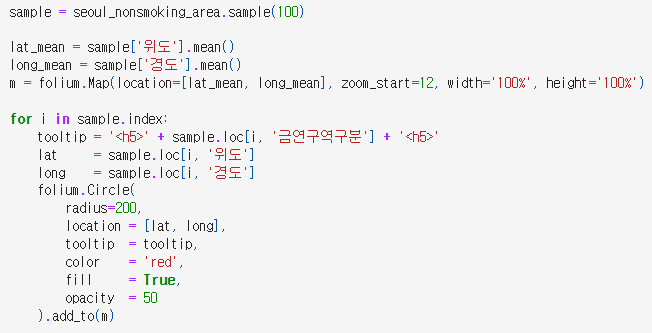 sample = seoul_nonsmoking_area.sample(100)

lat_mean = sample['위도'].mean()
long_mean = sample['경도'].mean()
m = folium.Map(location=[lat_mean, long_mean], zoom_start=12, width='100%', height='100%')

for i in sample.index:
    tooltip = '<h5>' + sample.loc[i, '금연구역구분'] + '<h5>'
    lat     = sample.loc[i, '위도']
    long    = sample.loc[i, '경도']
    folium.Circle(
        radius=200,
        location = [lat, long],
        tooltip  = tooltip,
        color    = 'red',
        fill     = True,
        opacity  = 50
    ).add_to(m)